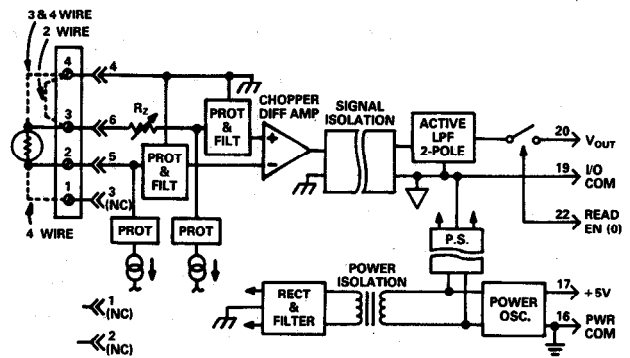 3 & 4 WIRE
2 WIRE
4
3
2
1
4
6
5
3
(NC)
4 WIRE
RZ
PROT
&
FILT
PROT
&
FILT
PROT
PROT
CHOPPER
DIFF AMP
+
−
SIGNAL
ISOLATION
ACTIVE
LPF
2-POLE
20
VOUT
19
I/O
COM
22
READ
EN (0)
P.S.
POWER
ISOLATION
RECT
&
FILTER
POWER
OSC.
17
+5V
16
PWR
COM
1
(NC)
2
(NC)